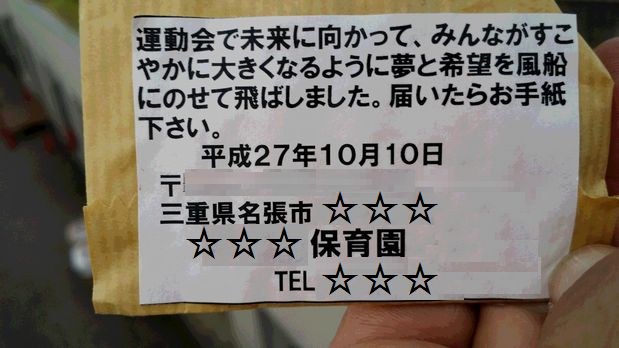 運動会で未来に向かって、みんながすこ
やかに大きくなるように夢と希望を風船
にのせて飛ばしました。届いたらお手紙
下さい。
平成27年10月10日
〒
三重県名張市 ☆☆☆
☆☆☆ 保育園
TEL ☆☆☆